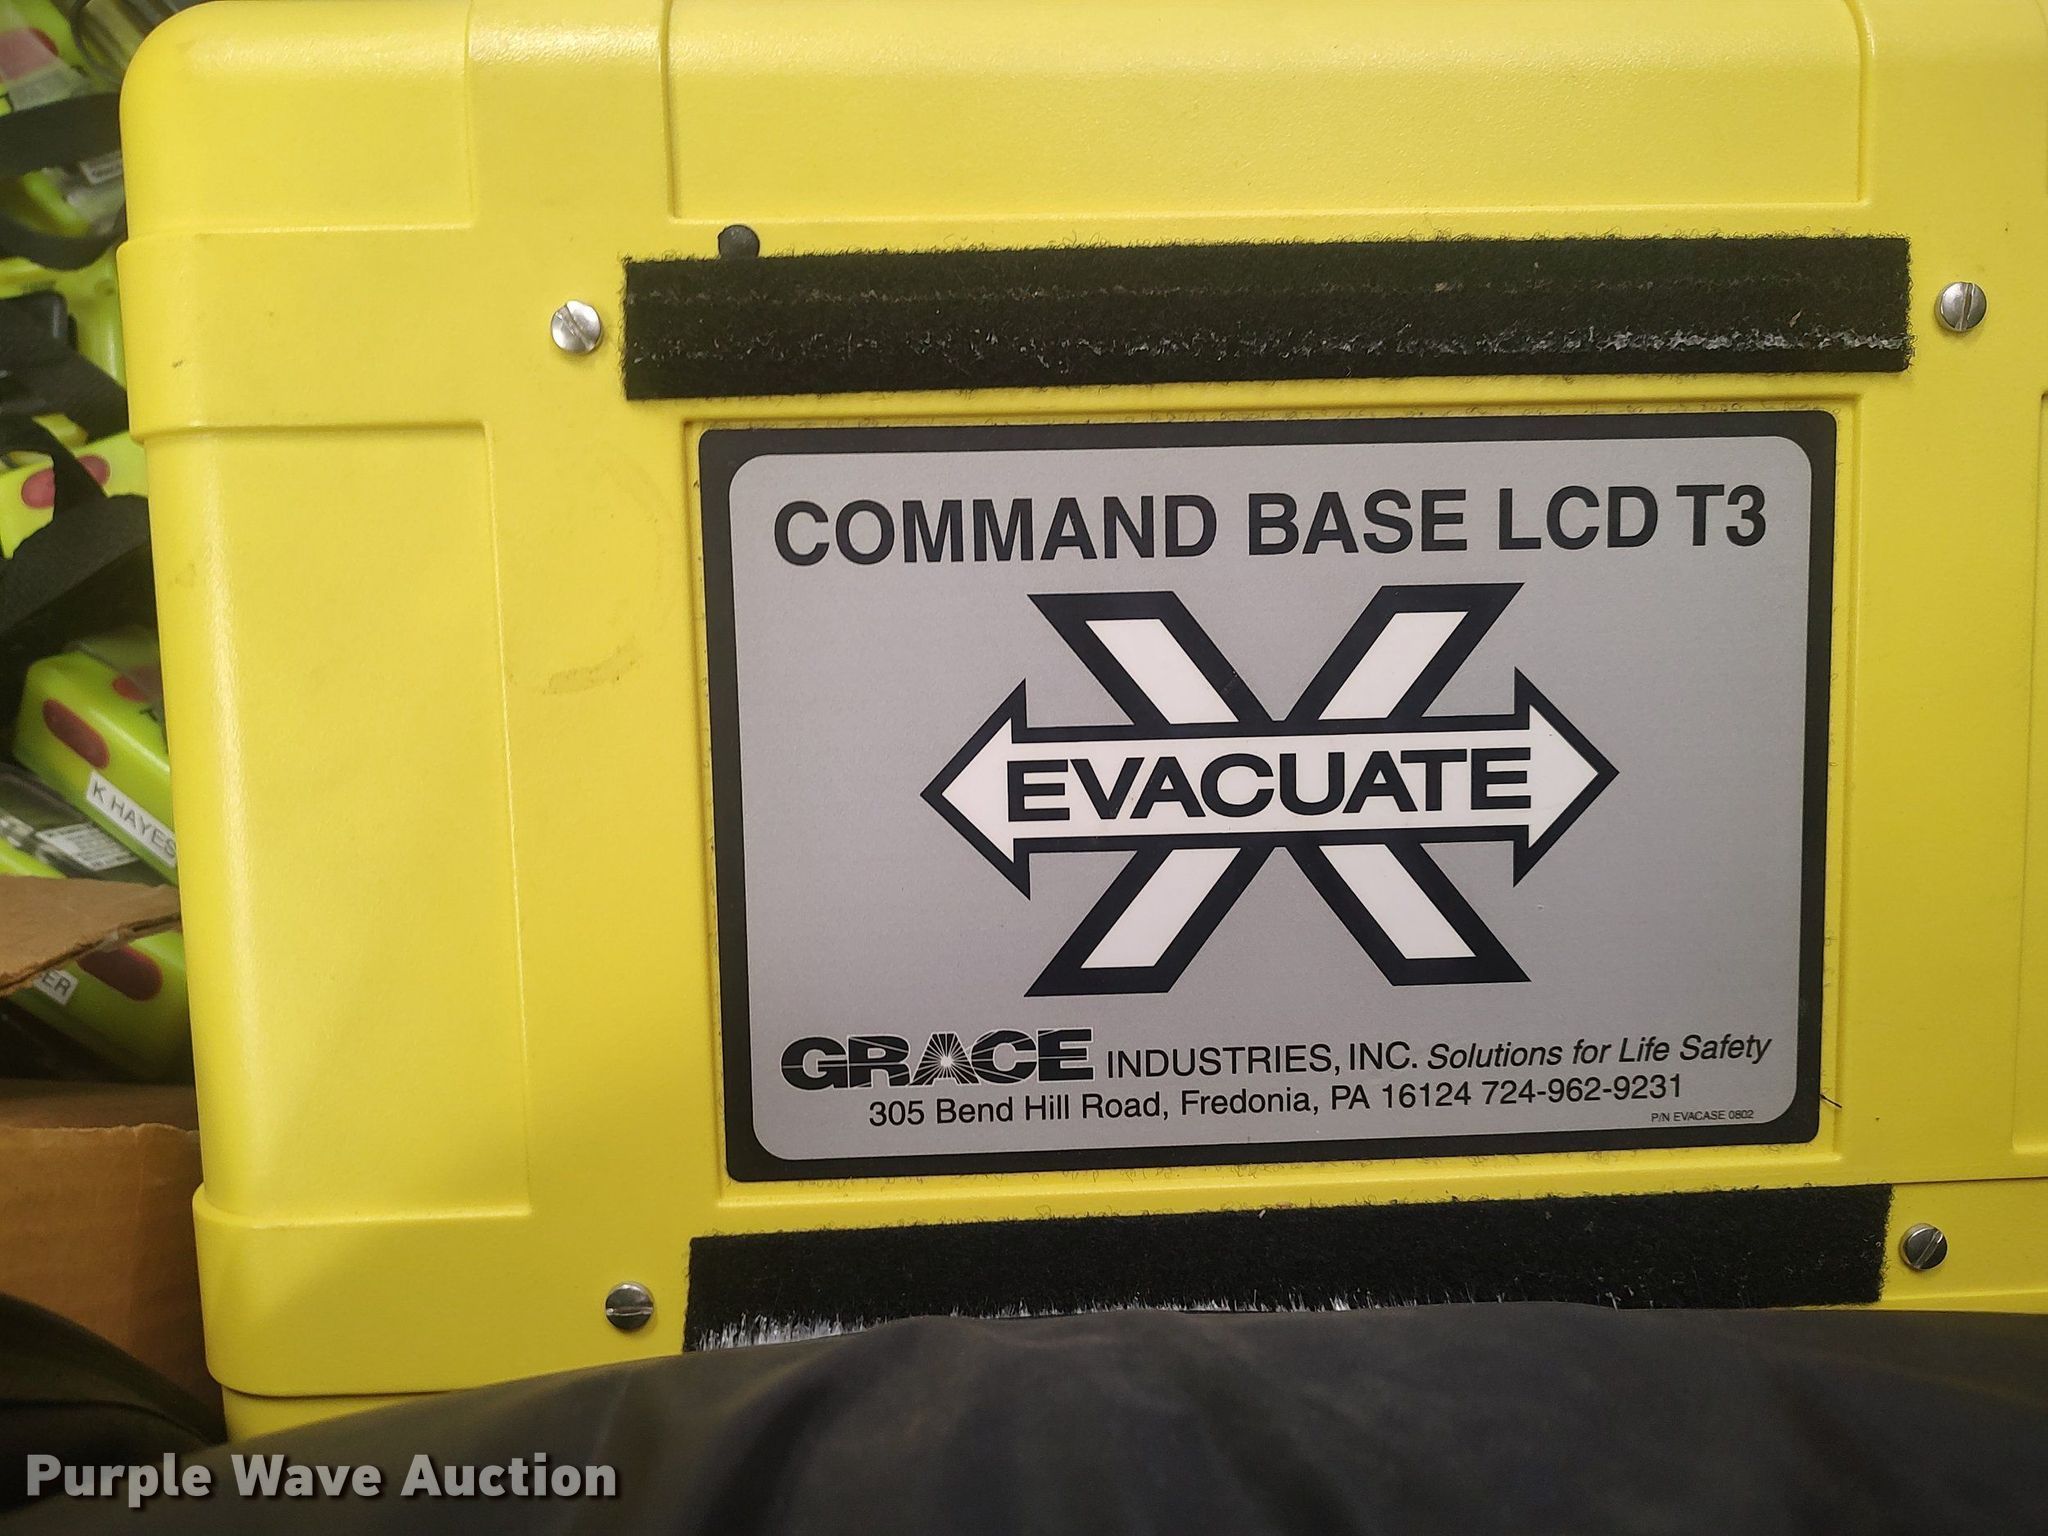 COMMAND BASE LCD T3
EVACUATE
GRACE INDUSTRIES, INC. Solutions for Life Safety
305 Bend Hill Road, Fredonia, PA 16124 724-962-9231
P/N EVACASE 0802
K HAYES
ER
Purple Wave Auction